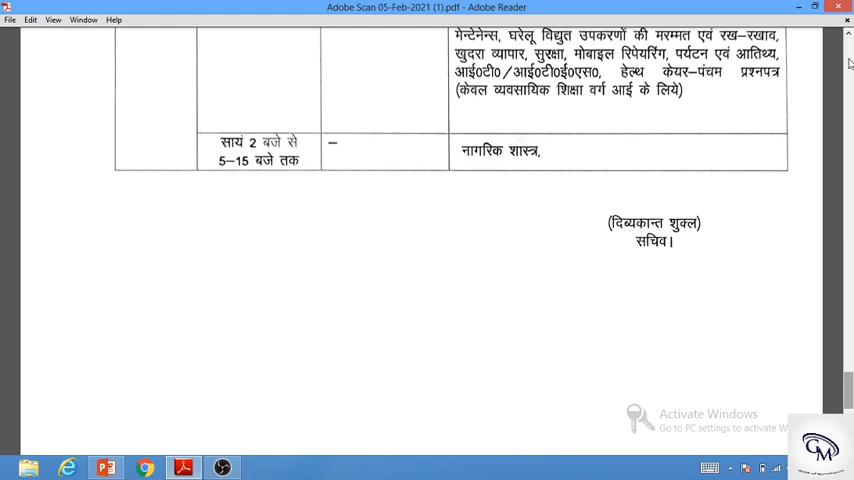 Adobe Scan 05-Feb-2021 (1).pdf - Adobe Reader
File Edit View Window Help
मेन्टेनेन्स, घरेलू विद्युत उपकरणों की मरम्मत एवं रख–रखाव,
खुदरा व्यापार, सुरक्षा, मोबाइल रिपेयरिंग, पर्यटन एवं आतिथ्य,
आई0टी0/आई0टी0ई0एस0, हेल्थ केयर–पंचम प्रश्नपत्र
(केवल व्यवसायिक शिक्षा वर्ग आई के लिये)
सायं 2 बजे से
5–15 बजे तक
–
नागरिक शास्त्र,
(दिब्यकान्त शुक्ल)
सचिव।
Activate Windows
Go to PC settings to activate W
CM